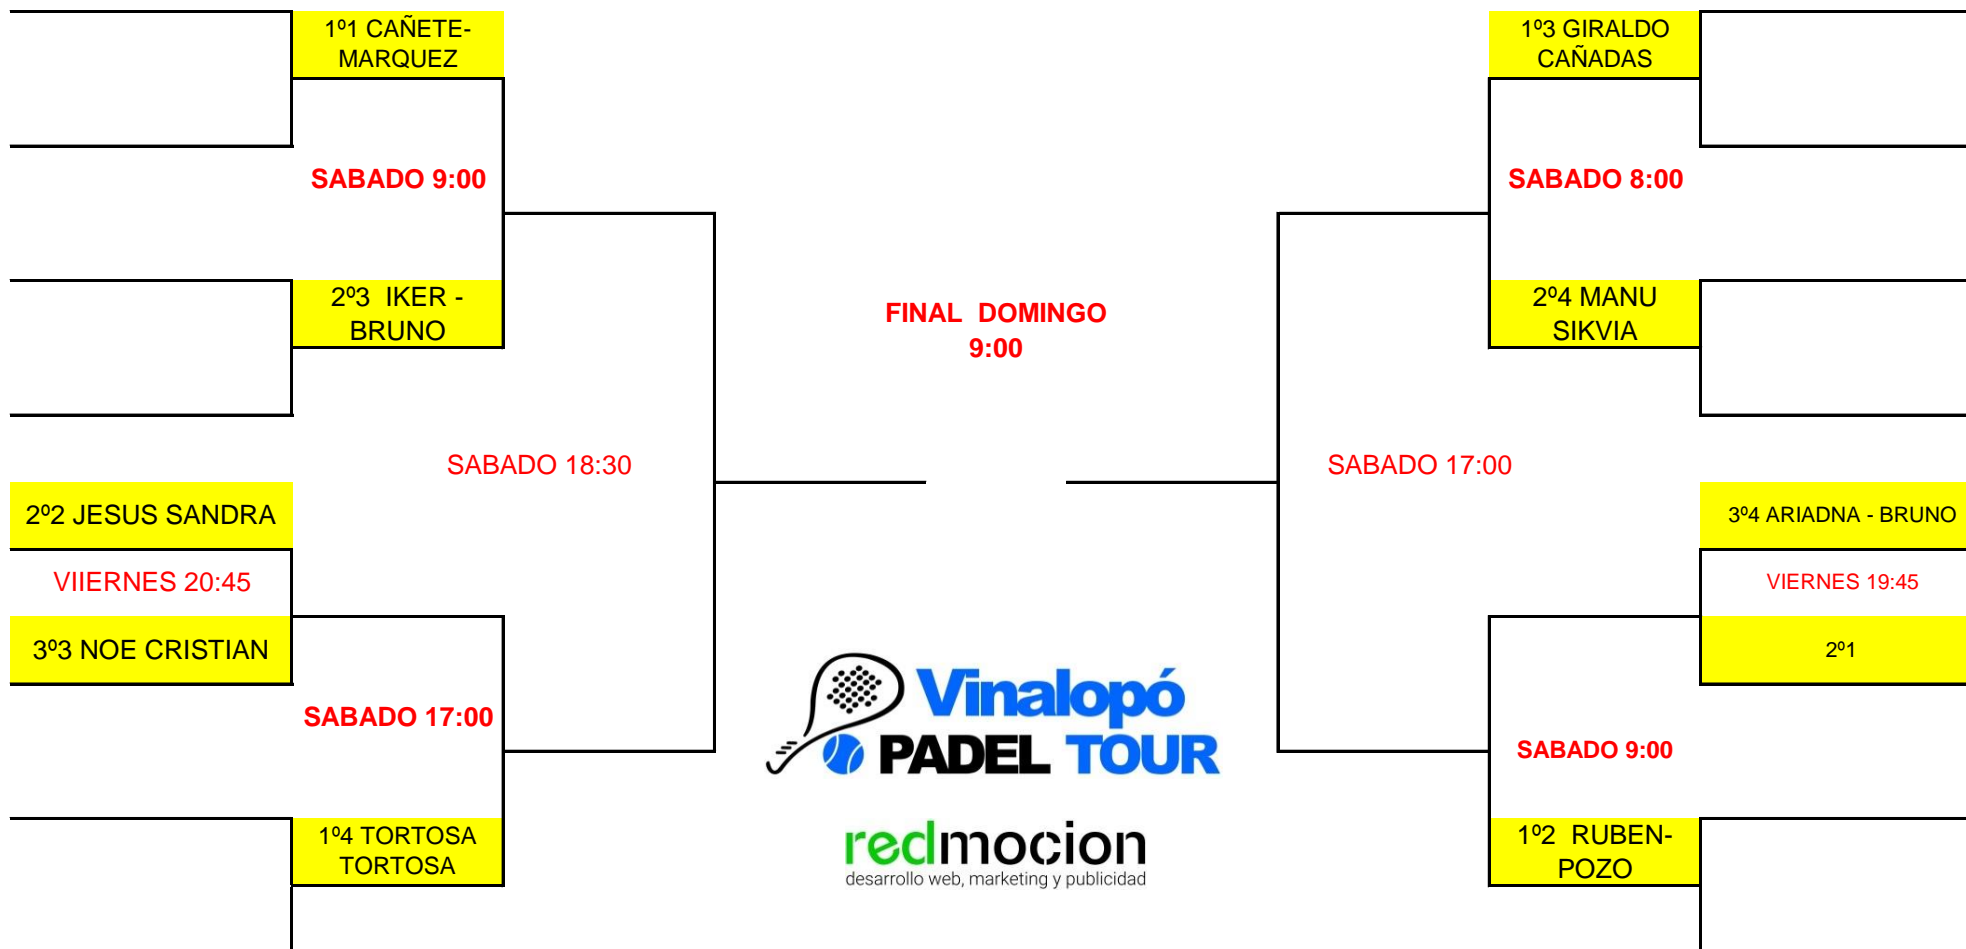 1º1 CAÑETE-
MARQUEZ
SABADO 9:00
2º3 IKER -
BRUNO
SABADO 18:30
2º2 JESUS SANDRA
VIIERNES 20:45
3º3 NOE CRISTIAN
SABADO 17:00
1º4 TORTOSA
TORTOSA
FINAL DOMINGO
9:00
Vinalopó
PADEL TOUR
redmocion
desarrollo web, marketing y publicidad
1º3 GIRALDO
CAÑADAS
SABADO 8:00
2º4 MANU
SIKVIA
SABADO 17:00
3º4 ARIADNA - BRUNO
VIERNES 19:45
2º1
SABADO 9:00
1º2 RUBEN-
POZO